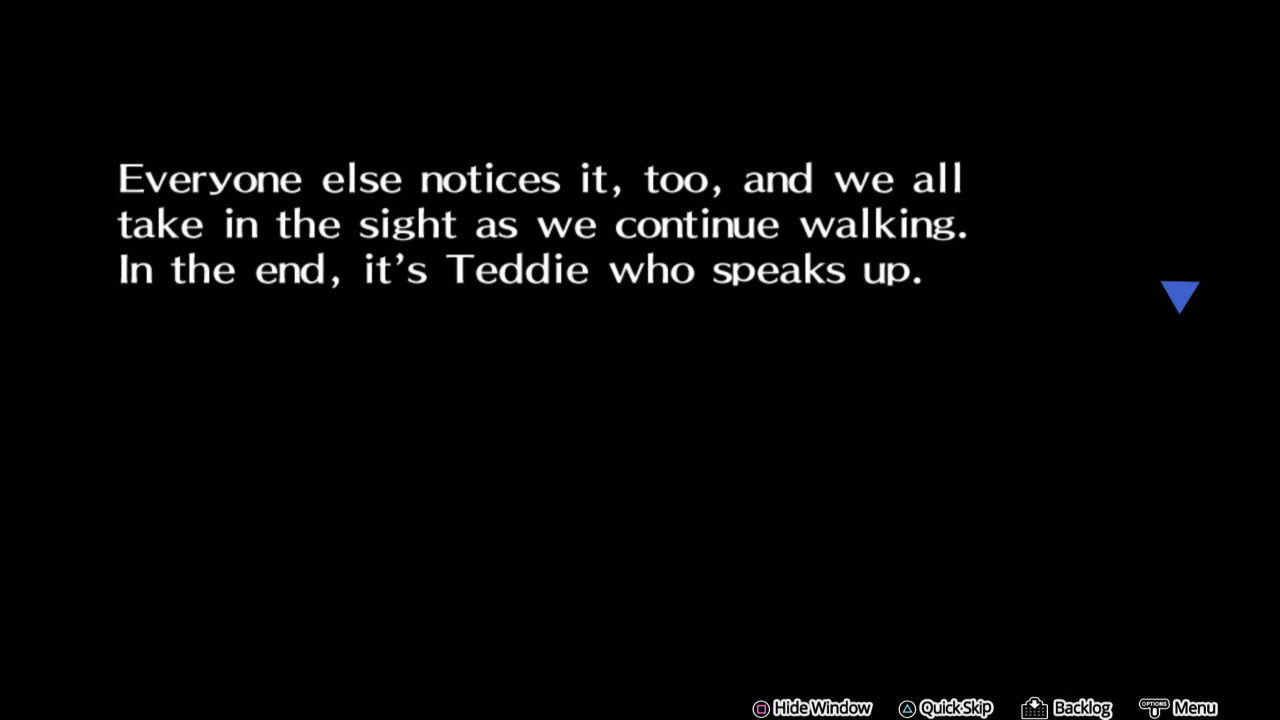 Everyone else notices it, too, and we all
take in the sight as we continue walking.
In the end, it's Teddie who speaks up.
Hide Window Quick Skip Backlog OPTIONS Menu